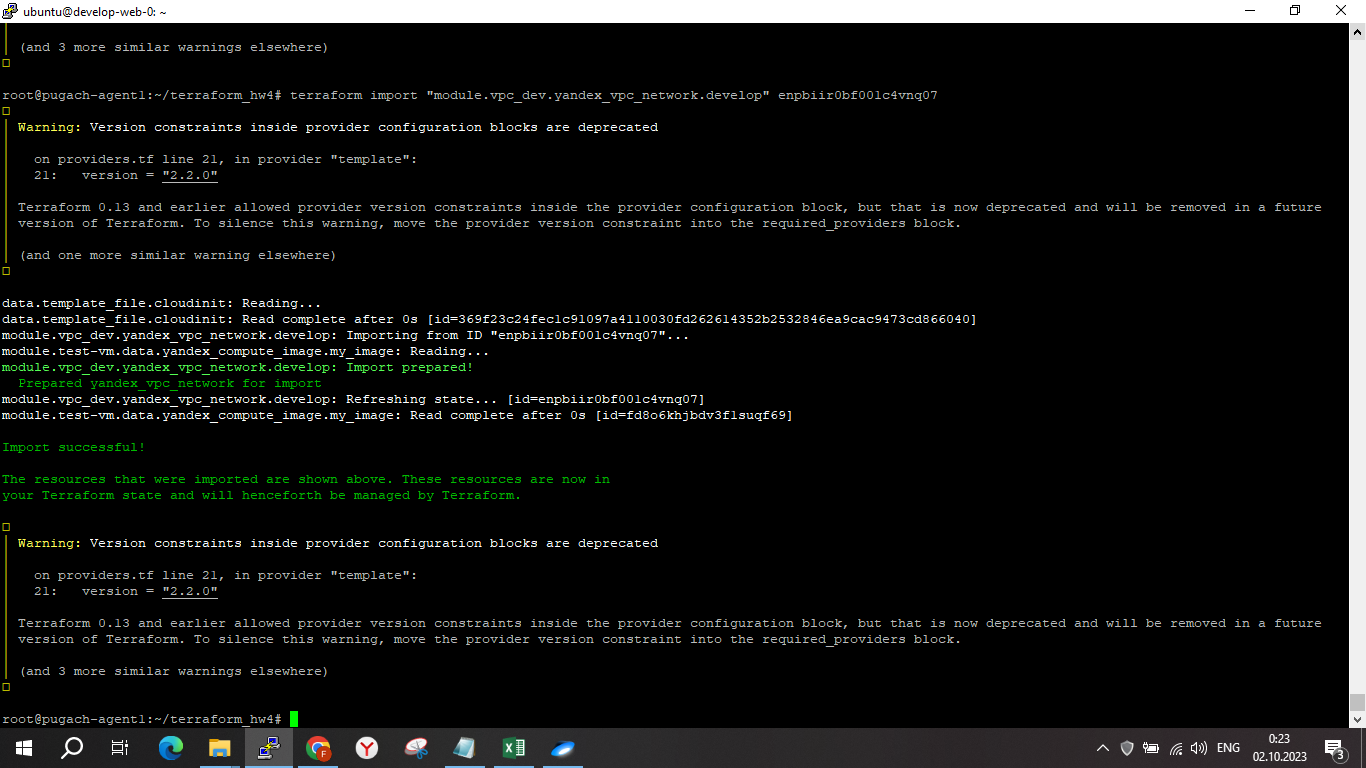 ubuntu@develop-web-0: ~
(and 3 more similar warnings elsewhere)
root@pugach-agent1:~/terraform_hw4# terraform import "module.vpc_dev.yandex_vpc_network.develop" enpbiir0bf001c4vnq07
Warning: Version constraints inside provider configuration blocks are deprecated
on providers.tf line 21, in provider "template":
21:   version = "2.2.0"
Terraform 0.13 and earlier allowed provider version constraints inside the provider configuration block, but that is now deprecated and will be removed in a future
version of Terraform. To silence this warning, move the provider version constraint into the required_providers block.
(and one more similar warning elsewhere)
data.template_file.cloudinit: Reading...
data.template_file.cloudinit: Read complete after 0s [id=369f23c24fec1c91097a4110030fd262614352b2532846ea9cac9473cd866040]
module.vpc_dev.yandex_vpc_network.develop: Importing from ID "enpbiir0bf001c4vnq07"...
module.test-vm.data.yandex_compute_image.my_image: Reading...
module.vpc_dev.yandex_vpc_network.develop: Import prepared!
Prepared yandex_vpc_network for import
module.vpc_dev.yandex_vpc_network.develop: Refreshing state... [id=enpbiir0bf001c4vnq07]
module.test-vm.data.yandex_compute_image.my_image: Read complete after 0s [id=fd8o6khjbdv3f1suqf69]
Import successful!
The resources that were imported are shown above. These resources are now in
your Terraform state and will henceforth be managed by Terraform.
Warning: Version constraints inside provider configuration blocks are deprecated
on providers.tf line 21, in provider "template":
21:   version = "2.2.0"
Terraform 0.13 and earlier allowed provider version constraints inside the provider configuration block, but that is now deprecated and will be removed in a future
version of Terraform. To silence this warning, move the provider version constraint into the required_providers block.
(and 3 more similar warnings elsewhere)
root@pugach-agent1:~/terraform_hw4#
ENG
0:23
02.10.2023
3